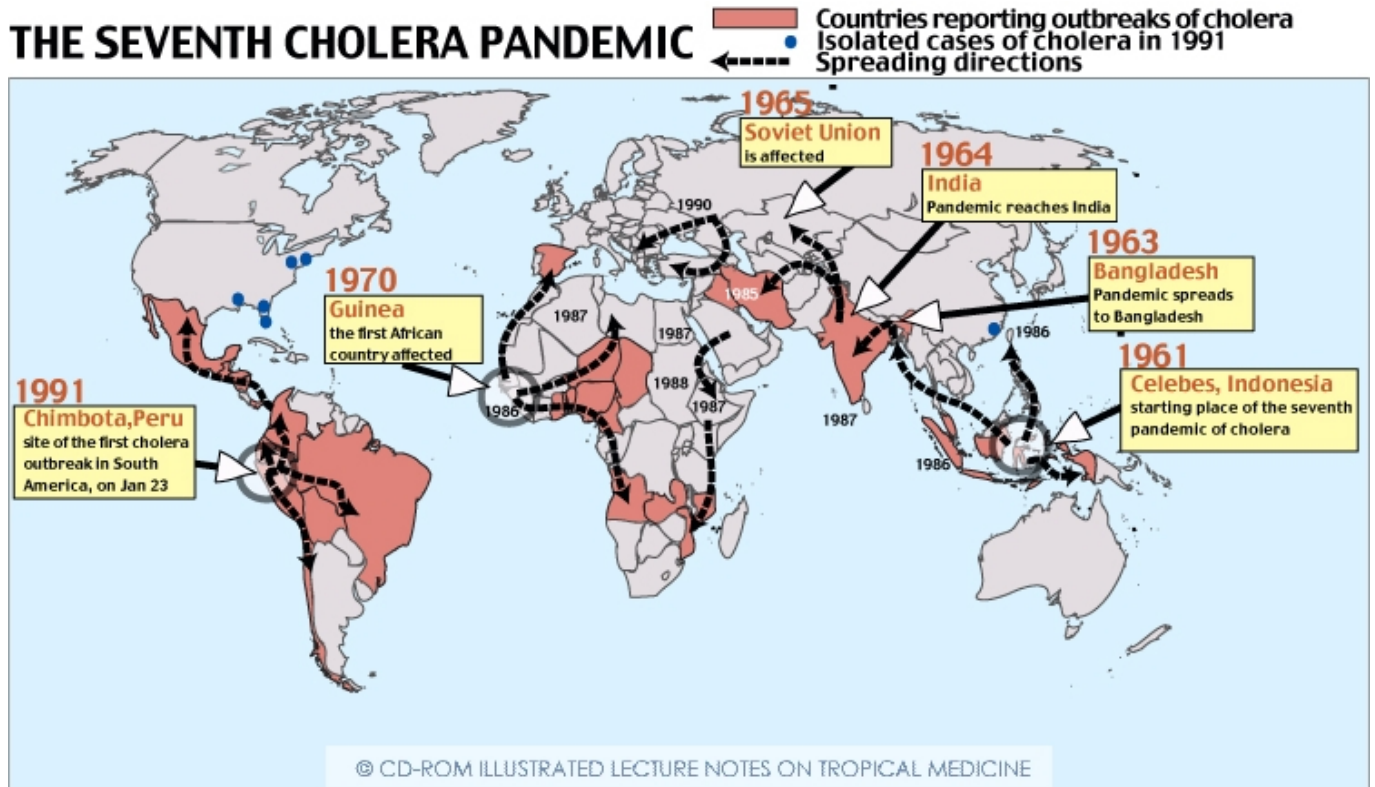 THE SEVENTH CHOLERA PANDEMIC
Countries reporting outbreaks of cholera
Isolated cases of cholera in 1991
Spreading directions
1965
Soviet Union
is affected
1964
India
Pandemic reaches India
1990
1963
Bangladesh
Pandemic spreads
to Bangladesh
1970
Guinea
the first African
country affected
1985
1987
1987
1986
1961
Celebes, Indonesia
starting place of the seventh
pandemic of cholera
1991
Chimbota,Peru
site of the first cholera
outbreak in South
America, on Jan 23
1986
1988
1987
1987
1986
© CD-ROM ILLUSTRATED LECTURE NOTES ON TROPICAL MEDICINE